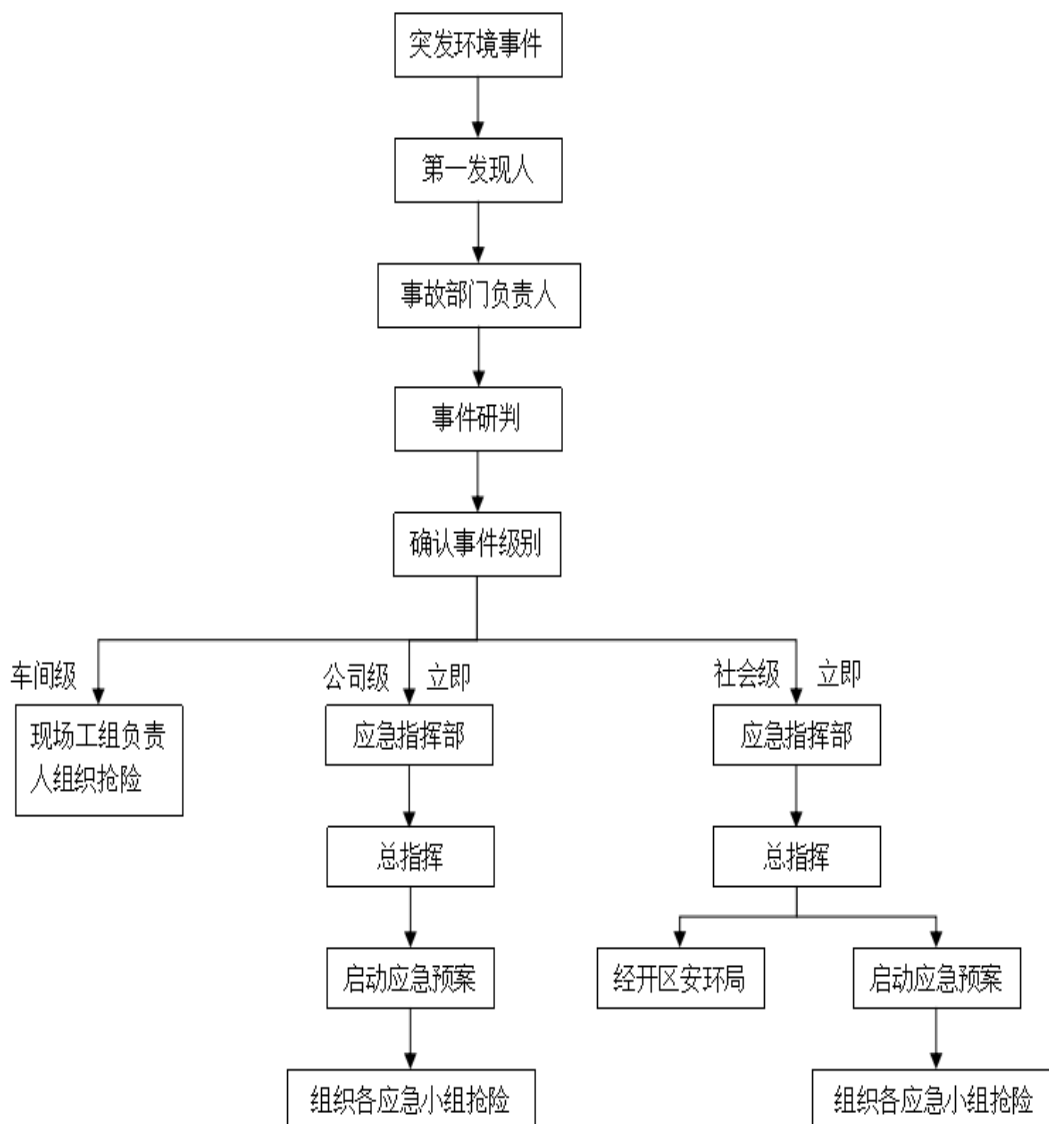 突发环境事件
第一发现人
事故部门负责人
事件研判
确认事件级别
车间级
公司级 立即
社会级 立即
现场工组负责
人组织抢险
应急指挥部
应急指挥部
总指挥
总指挥
启动应急预案
经开区安环局
启动应急预案
组织各应急小组抢险
组织各应急小组抢险